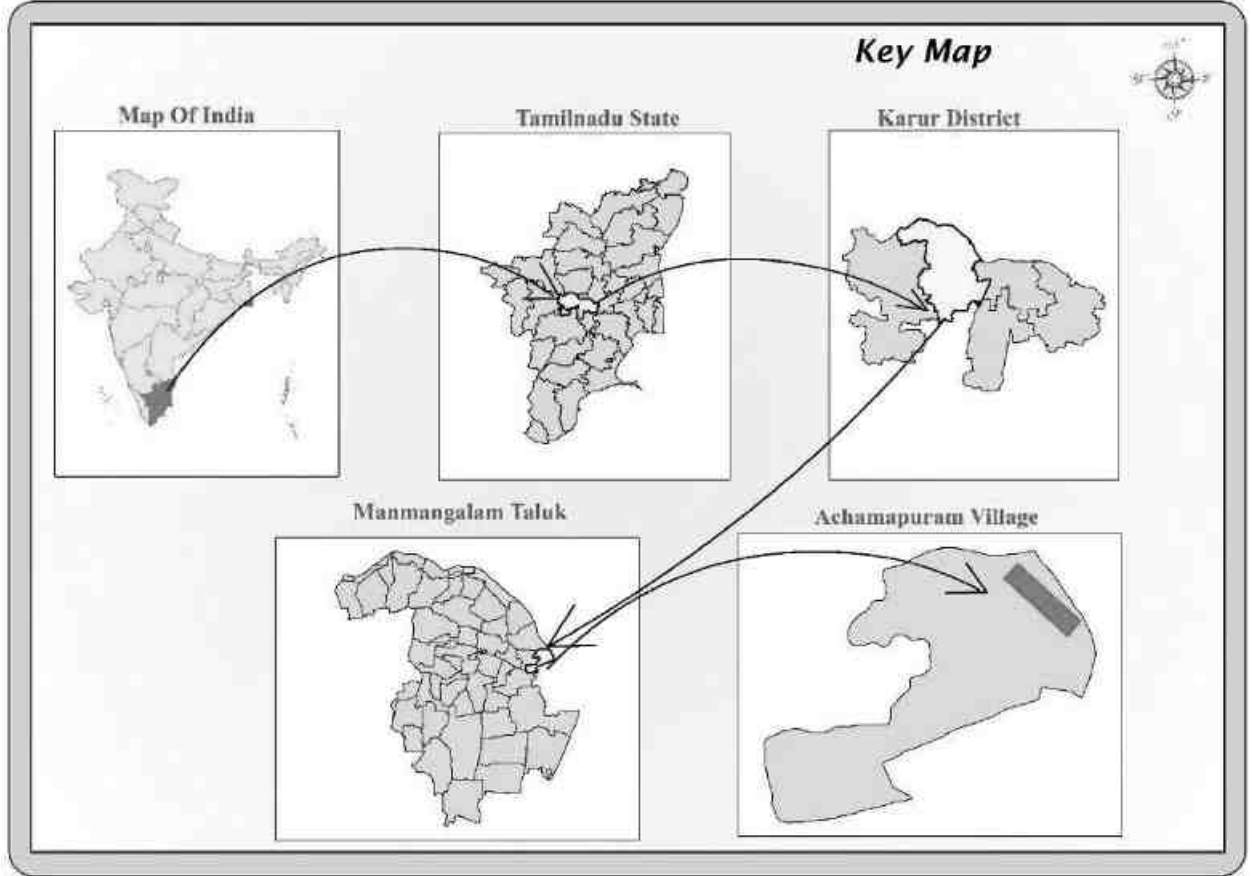 Key Map
Map Of India
Tamilnadu State
Karur District
Manmangalam Taluk
Achamapuram Village